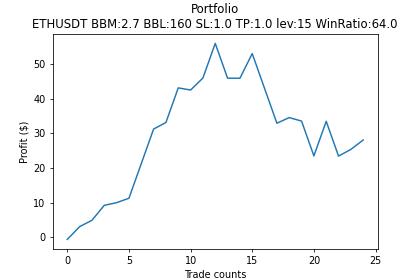 Portfolio
ETHUSDT BBM:2.7 BBL:160 SL:1.0 TP:1.0 lev:15 WinRatio:64.0
50
40
30
20
10
0
Profit ($)
0 5 10 15 20 25
Trade counts